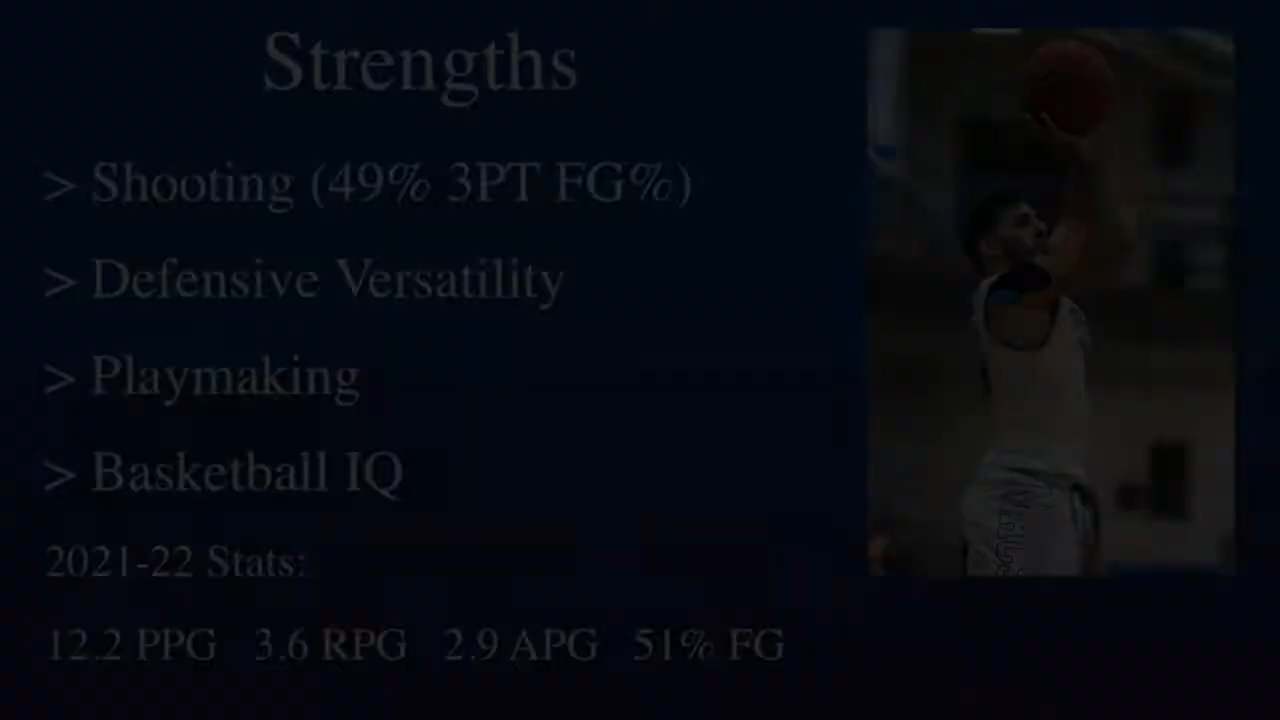 Strengths
> Shooting (49% 3PT FG%)
> Defensive Versatility
> Playmaking
> Basketball IQ
2021-22 Stats:
12.2 PPG 3.6 RPG 2.9 APG 51% FG